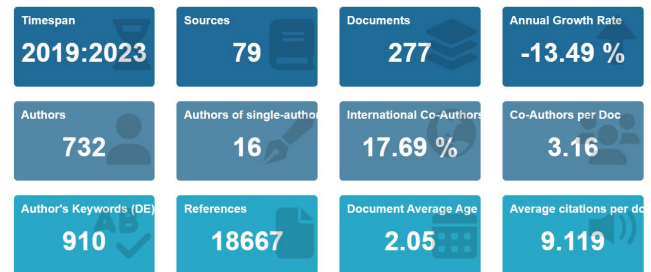 Timespan
2019:2023
Sources
79
Documents
277
Annual Growth Rate
-13.49 %
Authors
732
Authors of single-author
16
International Co-Authors
17.69 %
Co-Authors per Doc
3.16
Author's Keywords (DE)
910
References
18667
Document Average Age
2.05
Average citations per do
9.119